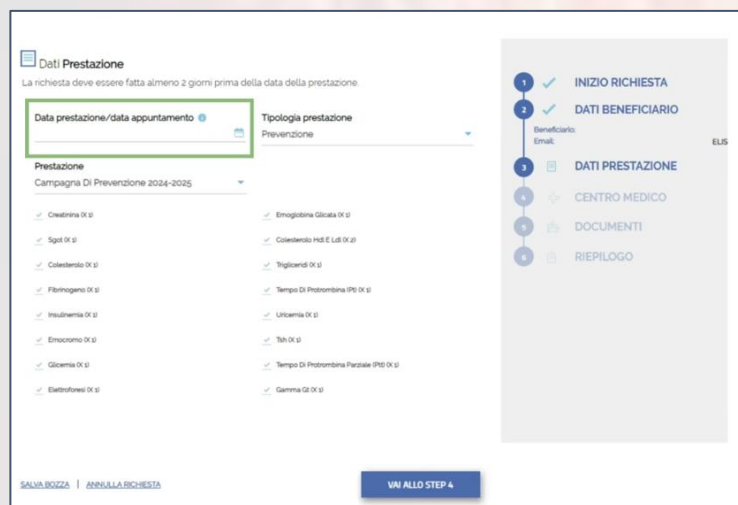 Dati Prestazione
La richiesta deve essere fatta almeno 2 giorni prima della data della prestazione.
Data prestazione/data appuntamento
Tipologia prestazione
Prevenzione
Prestazione
Campagna Di Prevenzione 2024-2025
Creatinina (X 1)
Emoglobina Glicata (X 1)
Sgot (X 1)
Colesterolo Hdl E Ldl (X 2)
Colesterolo (X 1)
Trigliceridi (X 1)
Fibrinogeno (X 1)
Tempo Di Protrombina (Pt) (X 1)
Insulinemia (X 1)
Uricemia (X 1)
Emocromo (X 1)
Tsh (X 1)
Glicemia (X 1)
Tempo Di Protrombina Parziale (Ptt) (X 1)
Elettroforesi (X 1)
Gamma Gt (X 1)
SALVA BOZZA | ANNULLA RICHIESTA
VAI ALLO STEP 4
1 INIZIO RICHIESTA
2 DATI BENEFICIARIO
Beneficiario:
Email: ELIS
3 DATI PRESTAZIONE
4 CENTRO MEDICO
5 DOCUMENTI
6 RIEPILOGO